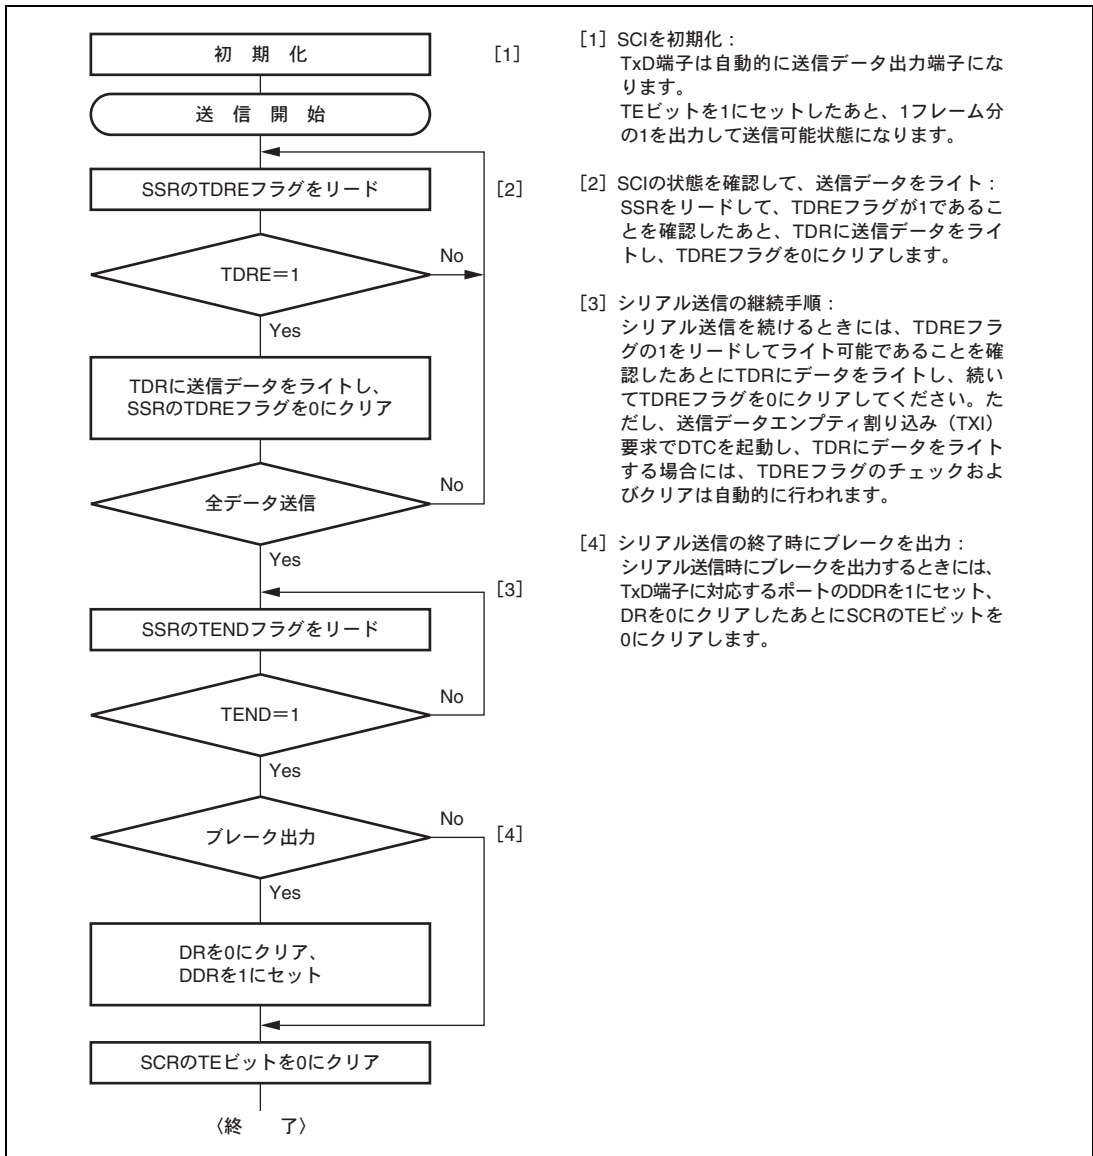 初 期 化 [1]
送 信 開 始
SSRのTDREフラグをリード [2]
TDRE＝1
No
Yes
TDRに送信データをライトし、
SSRのTDREフラグを0にクリア
全データ送信
No
Yes
[3]
SSRのTENDフラグをリード
TEND＝1
No
Yes
ブレーク出力
No
[4]
Yes
DRを0にクリア、
DDRを1にセット
SCRのTEビットを0にクリア
〈終 了〉
[1] SCIを初期化：
TxD端子は自動的に送信データ出力端子にな
ります。
TEビットを1にセットしたあと、1フレーム分
の1を出力して送信可能状態になります。
[2] SCIの状態を確認して、送信データをライト：
SSRをリードして、TDREフラグが1であるこ
とを確認したあと、TDRに送信データをライ
トし、TDREフラグを0にクリアします。
[3] シリアル送信の継続手順：
シリアル送信を続けるときには、TDREフラ
グの1をリードしてライト可能であることを確
認したあとにTDRにデータをライトし、続い
てTDREフラグを0にクリアしてください。た
だし、送信データエンプティ割り込み（TXI）
要求でDTCを起動し、TDRにデータをライト
する場合には、TDREフラグのチェックおよ
びクリアは自動的に行われます。
[4] シリアル送信の終了時にブレークを出力：
シリアル送信時にブレークを出力するときには、
TxD端子に対応するポートのDDRを1にセット、
DRを0にクリアしたあとにSCRのTEビットを
0にクリアします。